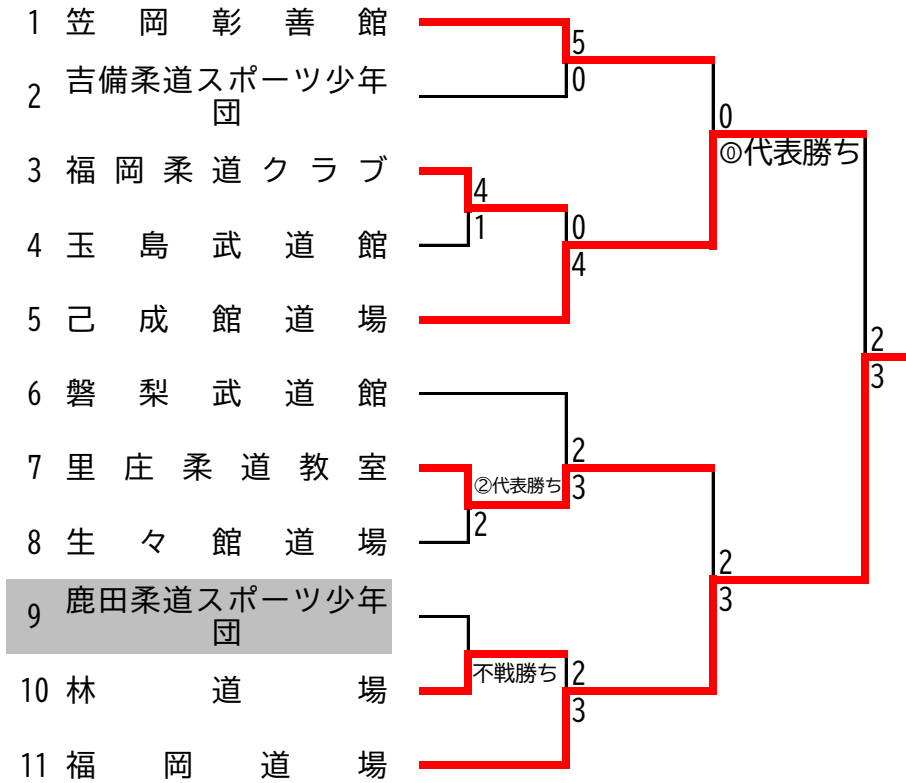 1 笠岡彰善館
5
2 吉備柔道スポーツ少年
団
0
0
⓪代表勝ち
3 福岡柔道クラブ
4
1
0
4 玉島武道館
4
5 己成館道場
2
3
6 磐梨武道館
2
7 里庄柔道教室
②代表勝ち
3
8 生々館道場
2
2
3
9 鹿田柔道スポーツ少年
団
不戦勝ち
2
10 林道場
3
11 福岡道場